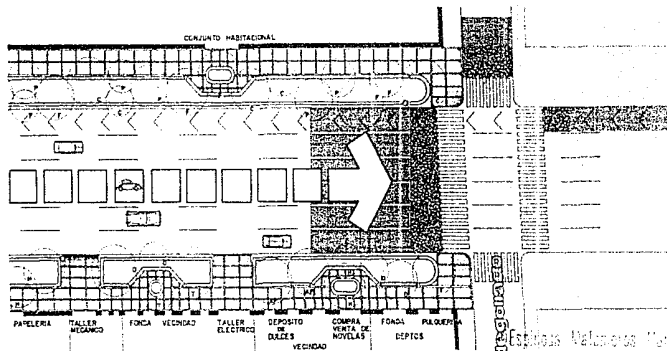 CONJUNTO HABITACIONAL
PAPELERIA
TALLER
MECANICO
FONDA
VECINDAD
TALLER
ELECTRICO
DEPOSITO
DE
DULCES
COMPRA
VENTA DE
NOVELAS
FONDA
PULQUERIA
DEPTOS
VECINDAD